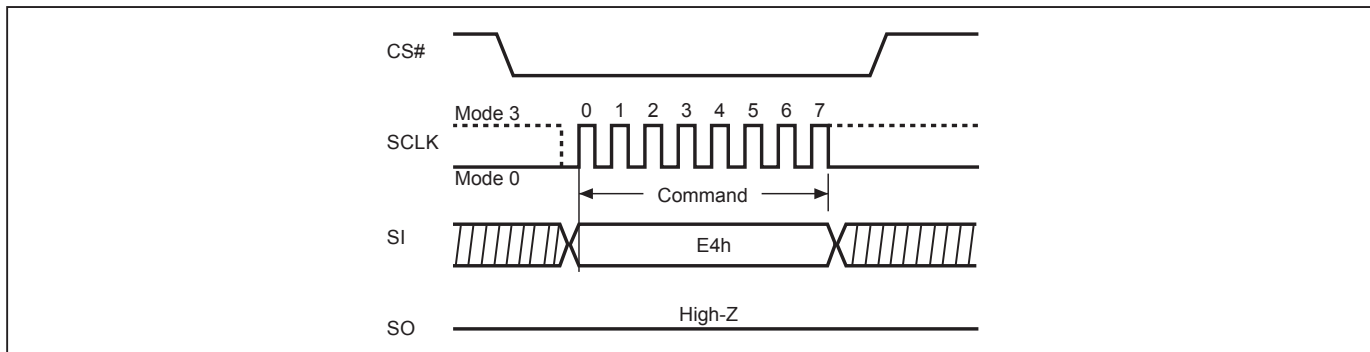 CS#
Mode 3
0 1 2 3 4 5 6 7
SCLK
Mode 0
Command
SI
E4h
High-Z
SO